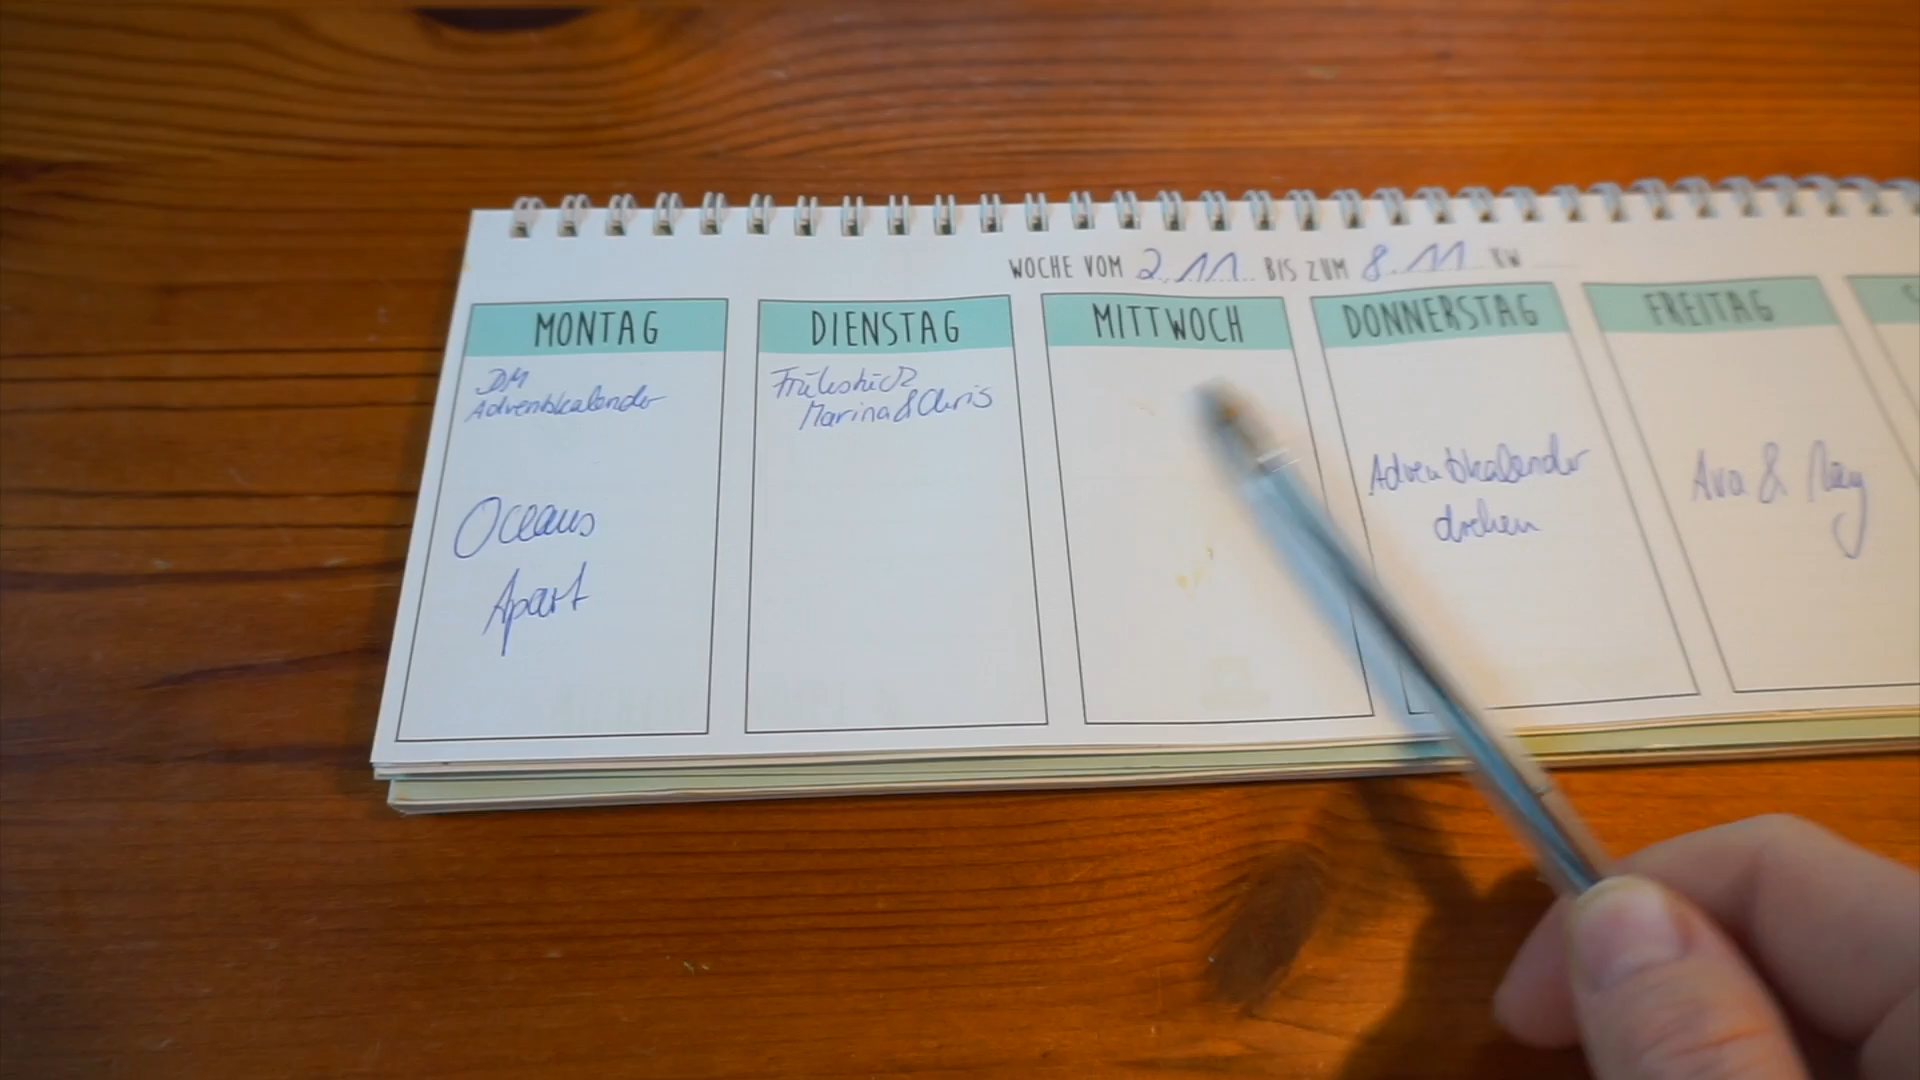 WOCHE VOM 2.11. BIS ZUM 8.11. KW
MONTAG
DM
Adventskalender
Oceans
Apart
DIENSTAG
Frühstück
Marina & Chris
MITTWOCH
DONNERSTAG
Adventskalender
drehen
FREITAG
Ava &